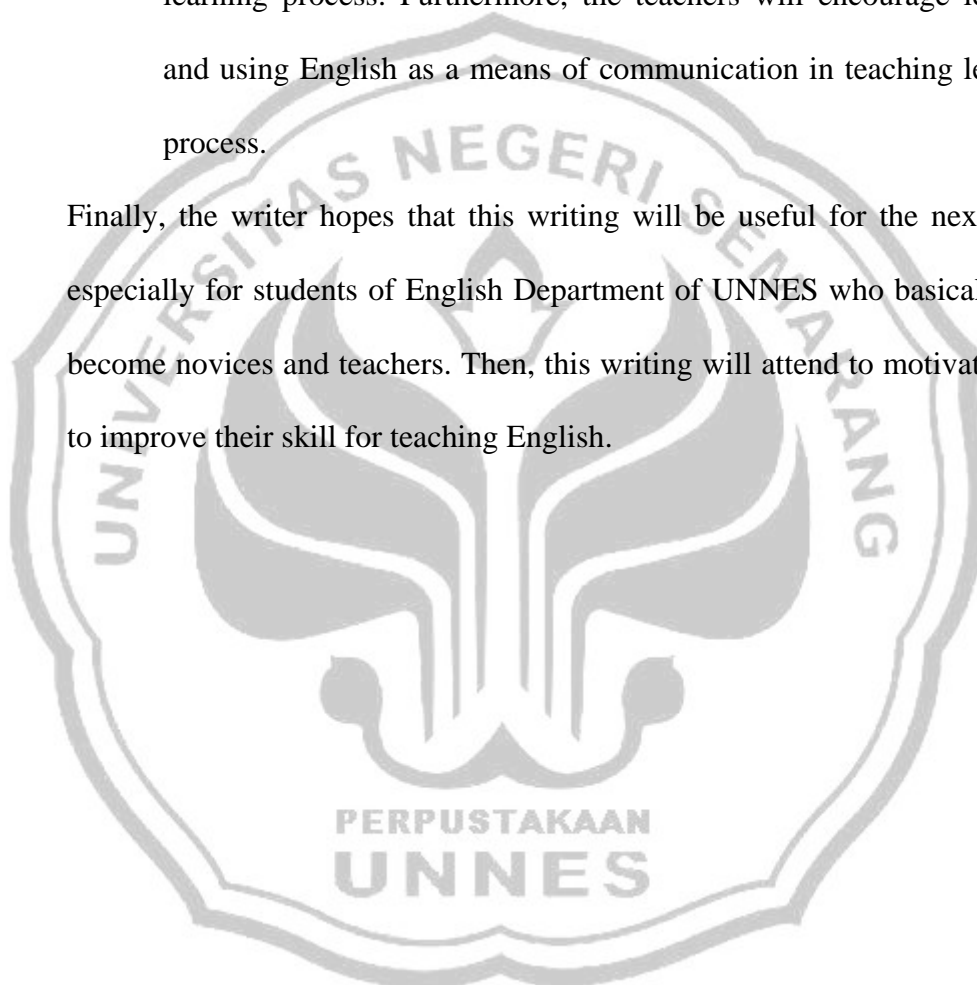 learning process. Furthermore, the teachers will encourage
and using English as a means of communication in teaching
process.
Finally, the writer hopes that this writing will be useful for the
especially for students of English Department of UNNES who
become novices and teachers. Then, this writing will attend to
to improve their skill for teaching English.
UNIVERSITAS NEGERI SEMARANG
PERPUSTAKAAN
UNNES